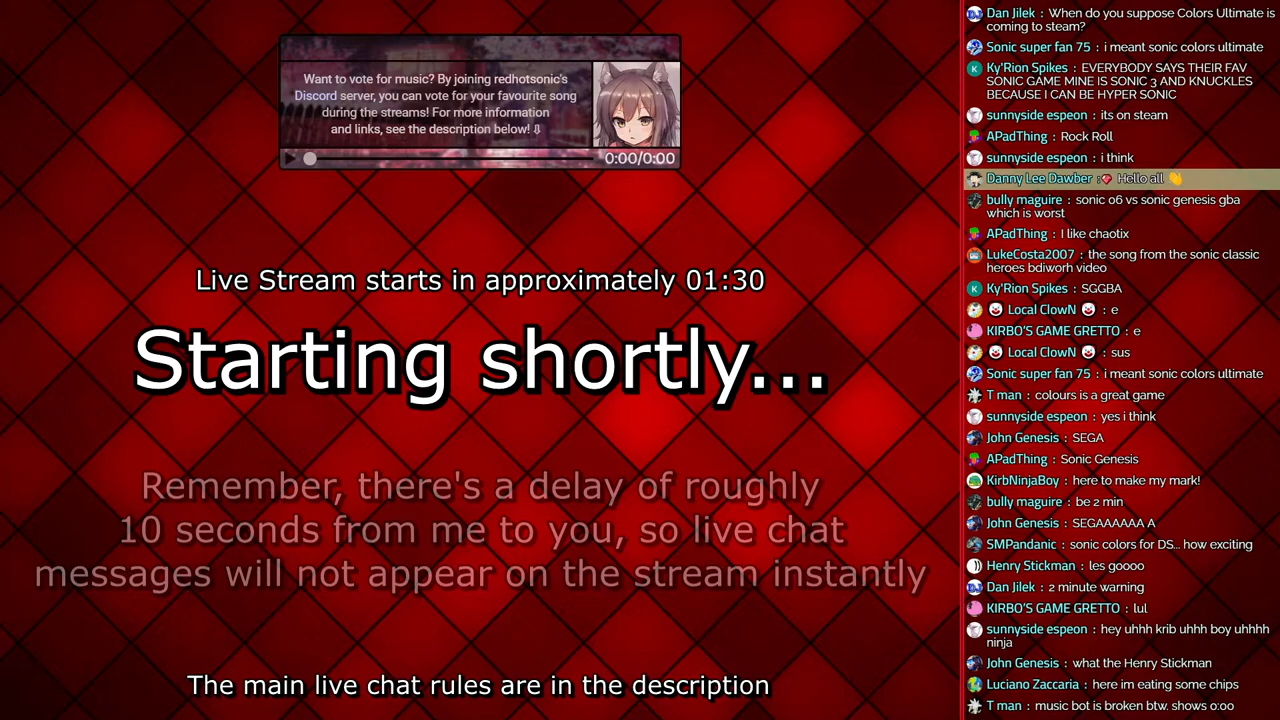 Want to vote for music? By joining redhotsonic's
Discord server, you can vote for your favourite song
during the streams! For more information
and links, see the description below! ⇩
0:00/0:00
Live Stream starts in approximately 01:30
Starting shortly...
Remember, there's a delay of roughly
10 seconds from me to you, so live chat
messages will not appear on the stream instantly
The main live chat rules are in the description
Dan Jilek : When do you suppose Colors Ultimate is
coming to steam?
Sonic super fan 75 : i meant sonic colors ultimate
Ky'Rion Spikes : EVERYBODY SAYS THEIR FAV
SONIC GAME MINE IS SONIC 3 AND KNUCKLES
BECAUSE I CAN BE HYPER SONIC
sunnyside espeon : its on steam
APadThing : Rock Roll
sunnyside espeon : i think
Danny Lee Dawber : Hello all 👋
bully maguire : sonic 06 vs sonic genesis gba
which is worst
APadThing : I like chaotix
LukeCosta2007 : the song from the sonic classic
heroes bdiworh video
Ky'Rion Spikes : SGGBA
🤡 Local ClowN 🤡 : e
KIRBO'S GAME GRETTO : e
🤡 Local ClowN 🤡 : sus
Sonic super fan 75 : i meant sonic colors ultimate
T man : colours is a great game
sunnyside espeon : yes i think
John Genesis : SEGA
APadThing : Sonic Genesis
KirbNinjaBoy : here to make my mark!
bully maguire : be 2 min
John Genesis : SEGAAAAAA A
SMPandanic : sonic colors for DS... how exciting
Henry Stickman : les goooo
Dan Jilek : 2 minute warning
KIRBO'S GAME GRETTO : lul
sunnyside espeon : hey uhhh krib uhhh boy uhhhh
ninja
John Genesis : what the Henry Stickman
Luciano Zaccaria : here im eating some chips
T man : music bot is broken btw. shows 0:00